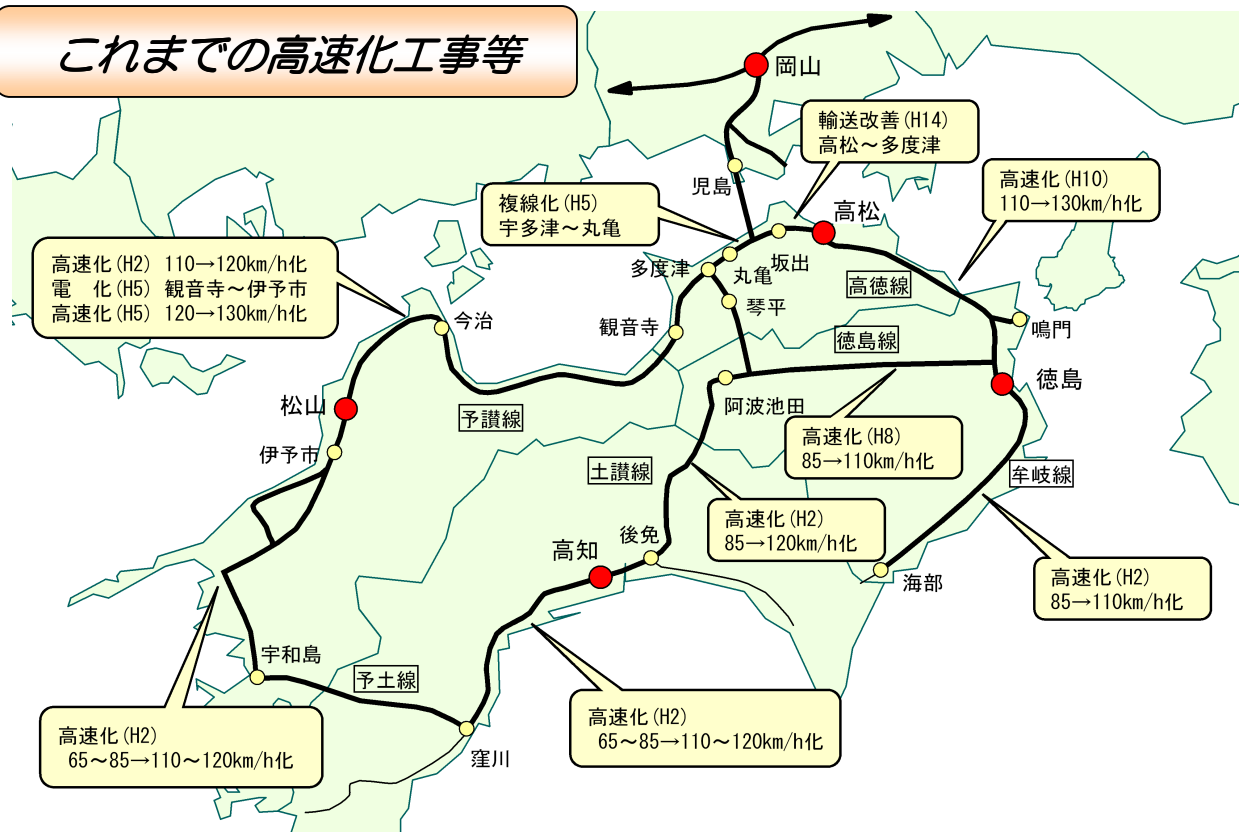 これまでの高速化工事等
岡山
輸送改善(H14)
高松～多度津
児島
高速化(H10)
110→130km/h化
複線化(H5)
宇多津～丸亀
高松
坂出
丸亀
多度津
高速化(H2) 110→120km/h化
電　化(H5) 観音寺～伊予市
高速化(H5) 120→130km/h化
高徳線
琴平
今治
観音寺
鳴門
徳島線
徳島
松山
予讃線
阿波池田
高速化(H8)
85→110km/h化
伊予市
土讃線
牟岐線
高速化(H2)
85→120km/h化
後免
高知
海部
高速化(H2)
85→110km/h化
宇和島
予土線
高速化(H2)
65～85→110～120km/h化
高速化(H2)
65～85→110～120km/h化
窪川